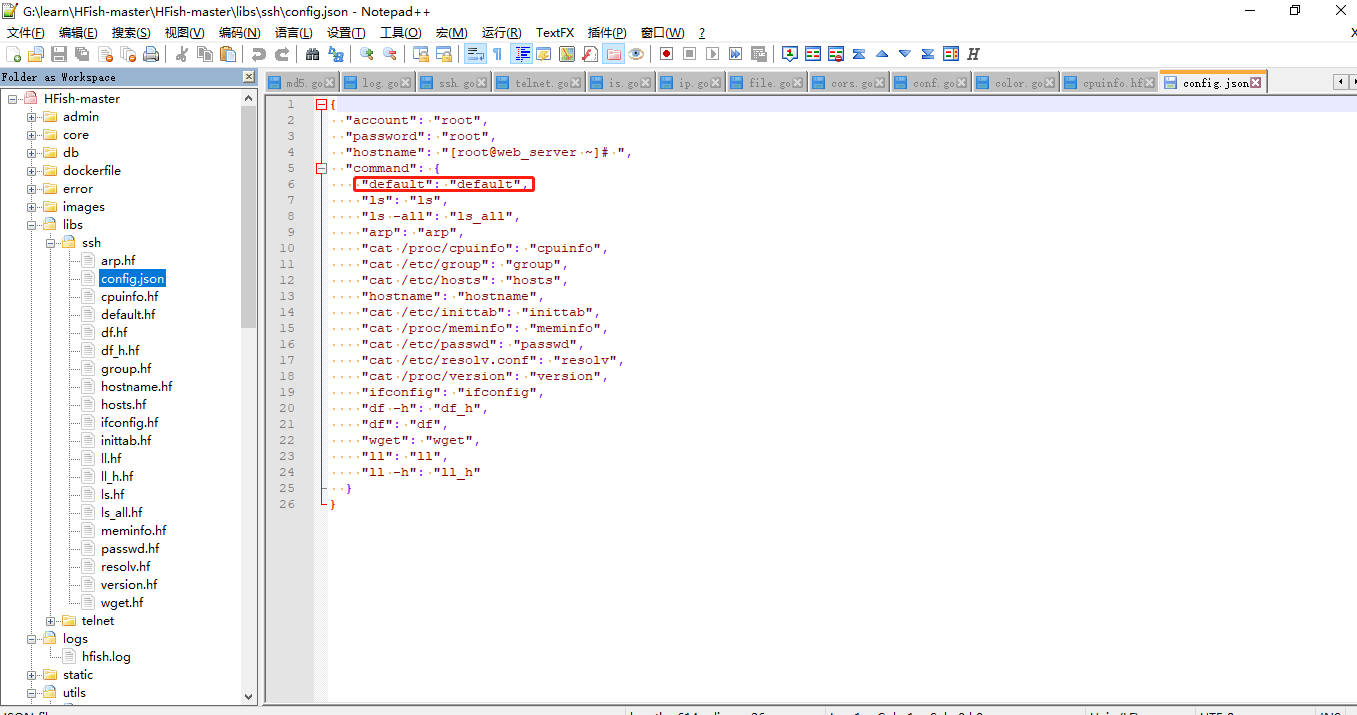 G:\learn\HFish-master\HFish-master\libs\ssh\config.json - Notepad++
文件(F) 编辑(E) 搜索(S) 视图(V) 编码(N) 语言(L) 设置(T) 工具(O) 宏(M) 运行(R) TextFX 插件(P) 窗口(W) ?
Folder as Workspace
md5.go log.go ssh.go telnet.go is.go ip.go file.go cors.go conf.go color.go cpuinfo.hf config.json
HFish-master
admin
core
db
dockerfile
error
images
libs
ssh
arp.hf
config.json
cpuinfo.hf
default.hf
df.hf
df_h.hf
group.hf
hostname.hf
hosts.hf
ifconfig.hf
inittab.hf
ll.hf
ll_h.hf
ls.hf
ls_all.hf
meminfo.hf
passwd.hf
resolv.hf
version.hf
wget.hf
telnet
logs
hfish.log
static
utils
1 {
2 "account": "root",
3 "password": "root",
4 "hostname": "[root@web_server ~]# ",
5 "command": {
6 "default": "default",
7 "ls": "ls",
8 "ls -all": "ls_all",
9 "arp": "arp",
10 "cat /proc/cpuinfo": "cpuinfo",
11 "cat /etc/group": "group",
12 "cat /etc/hosts": "hosts",
13 "hostname": "hostname",
14 "cat /etc/inittab": "inittab",
15 "cat /proc/meminfo": "meminfo",
16 "cat /etc/passwd": "passwd",
17 "cat /etc/resolv.conf": "resolv",
18 "cat /proc/version": "version",
19 "ifconfig": "ifconfig",
20 "df -h": "df_h",
21 "df": "df",
22 "wget": "wget",
23 "ll": "ll",
24 "ll -h": "ll_h"
25 }
26 }